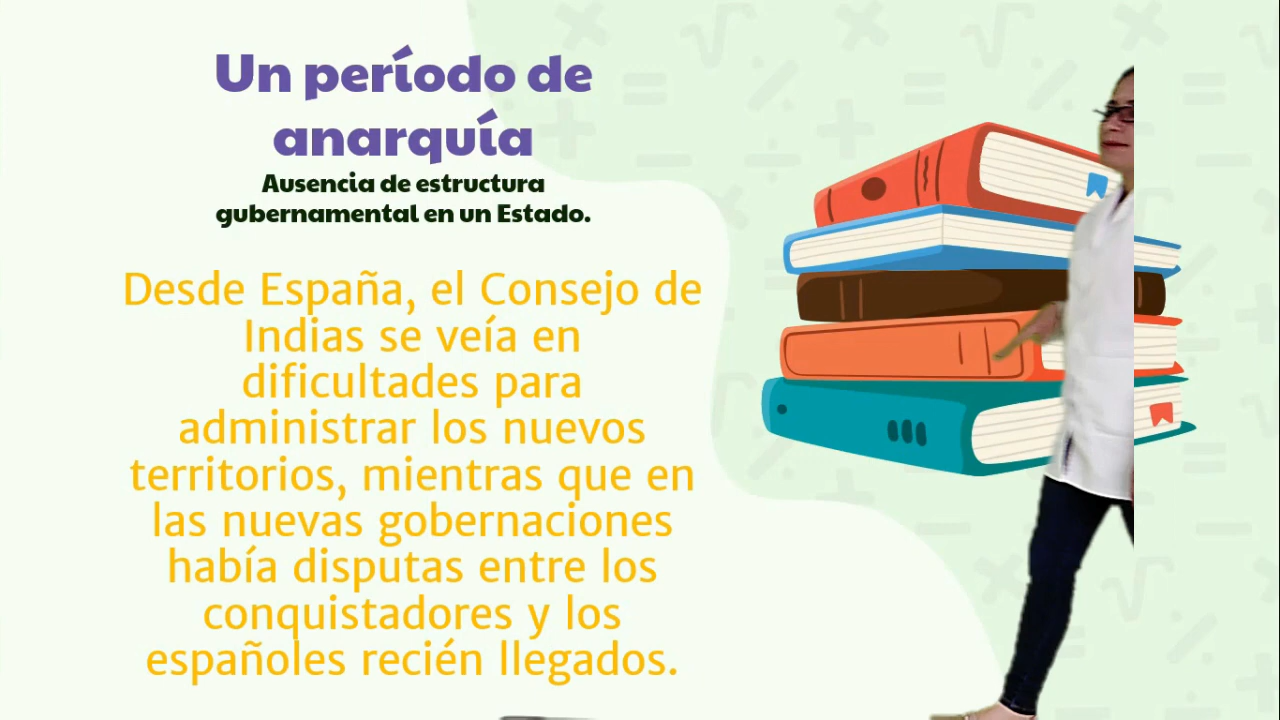 Un período de
anarquía
Ausencia de estructura
gubernamental en un Estado.
Desde España, el Consejo de
Indias se veía en
dificultades para
administrar los nuevos
territorios, mientras que en
las nuevas gobernaciones
había disputas entre los
conquistadores y los
españoles recién llegados.